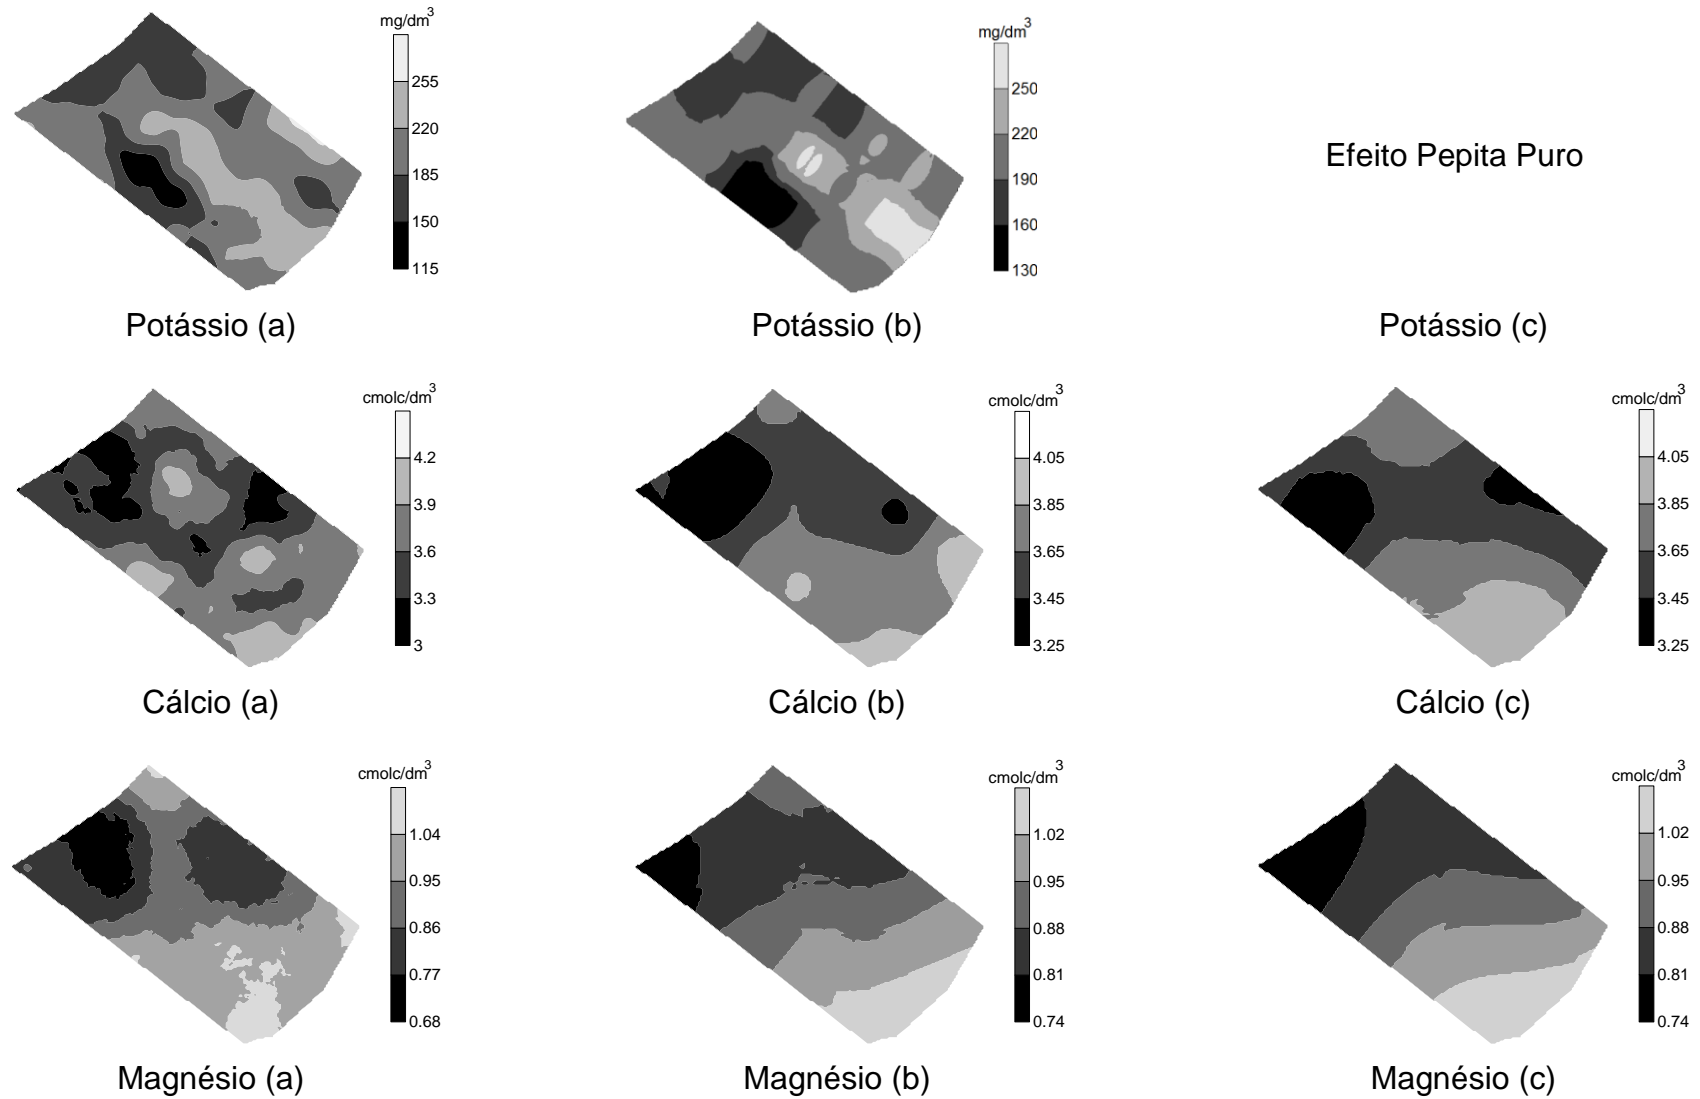 mg/dm3
255
220
185
150
115
Potássio (a)
mg/dm3
250
220
190
160
130
Potássio (b)
Efeito Pepita Puro
Potássio (c)
cmolc/dm3
4.2
3.9
3.6
3.3
3
Cálcio (a)
cmolc/dm3
4.05
3.85
3.65
3.45
3.25
Cálcio (b)
cmolc/dm3
4.05
3.85
3.65
3.45
3.25
Cálcio (c)
cmolc/dm3
1.04
0.95
0.86
0.77
0.68
Magnésio (a)
cmolc/dm3
1.02
0.95
0.88
0.81
0.74
Magnésio (b)
cmolc/dm3
1.02
0.95
0.88
0.81
0.74
Magnésio (c)